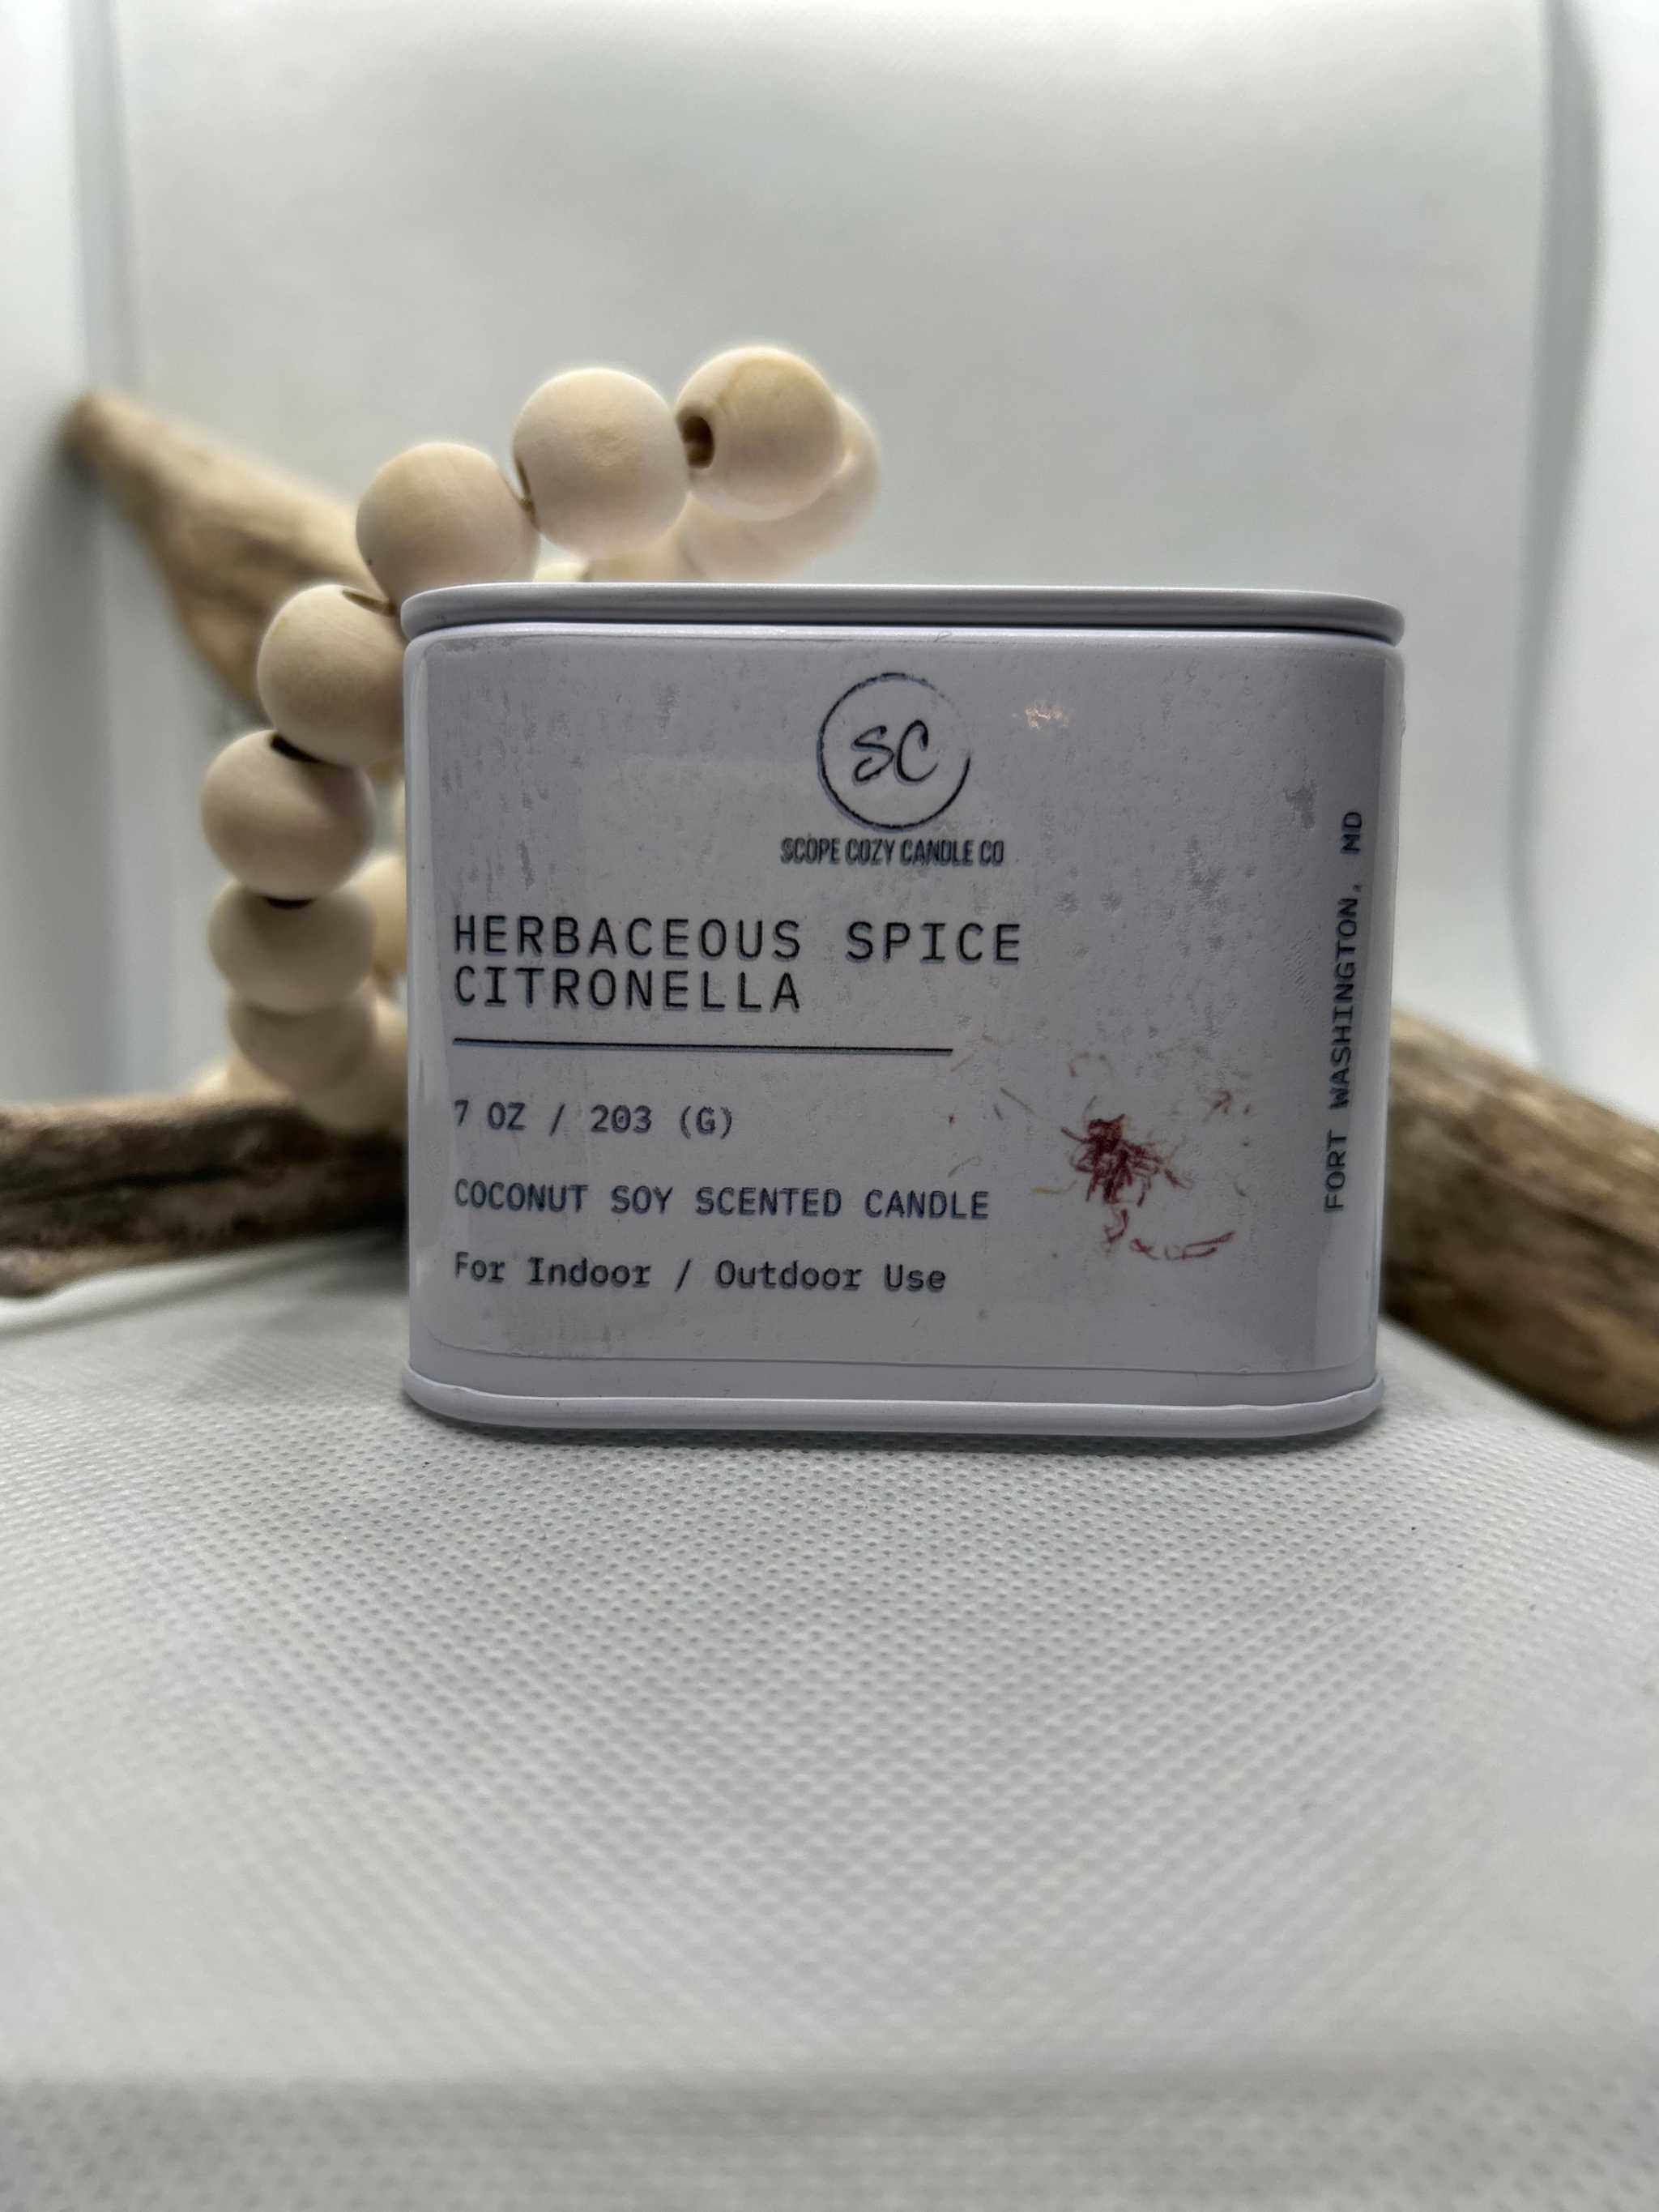 SC
SCOPE COZY CANDLE CO
HERBACEOUS SPICE
CITRONELLA
7 OZ / 203 (G)
COCONUT SOY SCENTED CANDLE
For Indoor / Outdoor Use
FORT WASHINGTON, MD